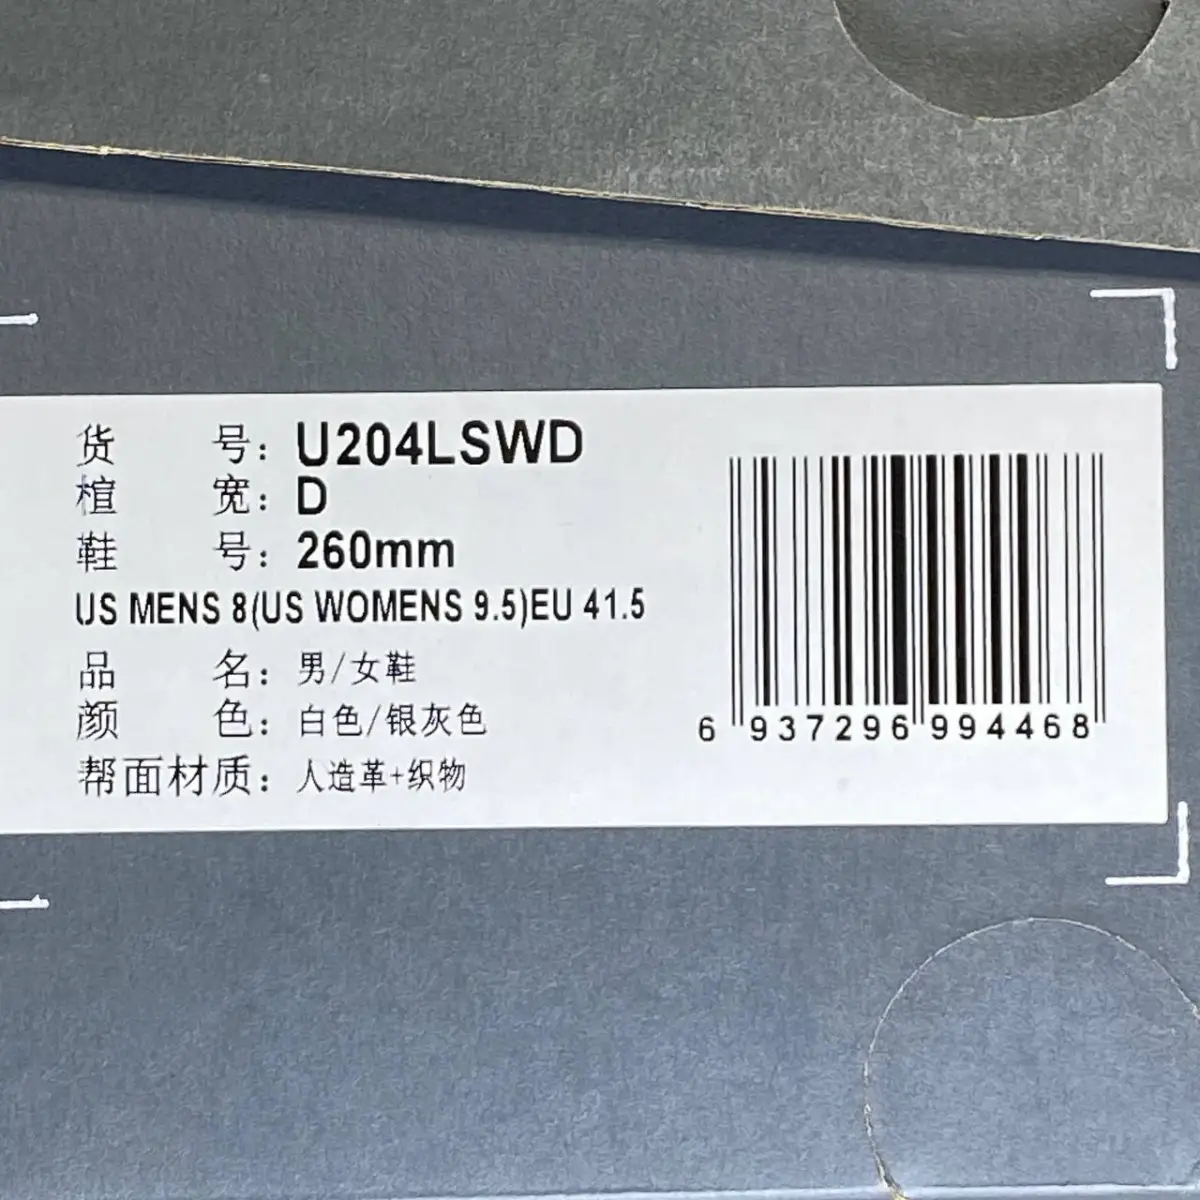 货号：U204LSWD
楦宽：D
鞋号：260mm
US MENS 8(US WOMENS 9.5)EU 41.5
品名：男/女鞋
颜色：白色/银灰色
帮面材质：人造革+织物
6 937296 994468